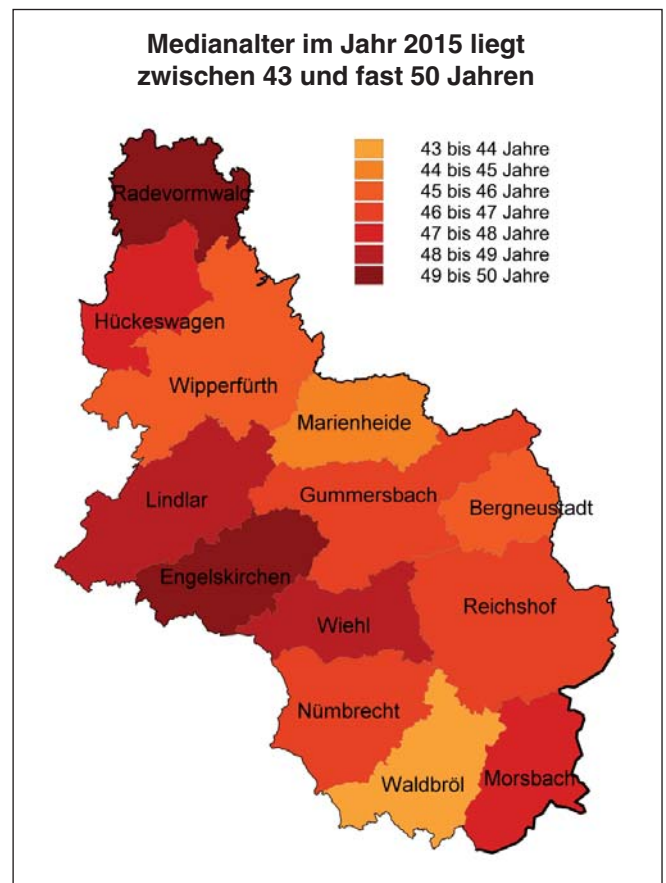 Medianalter im Jahr 2015 liegt
zwischen 43 und fast 50 Jahren
43 bis 44 Jahre
44 bis 45 Jahre
45 bis 46 Jahre
46 bis 47 Jahre
47 bis 48 Jahre
48 bis 49 Jahre
49 bis 50 Jahre
Radevormwald
Hückeswagen
Wipperfürth
Marienheide
Lindlar
Gummersbach
Bergneustadt
Engelskirchen
Wiehl
Reichshof
Nümbrecht
Waldbröl
Morsbach